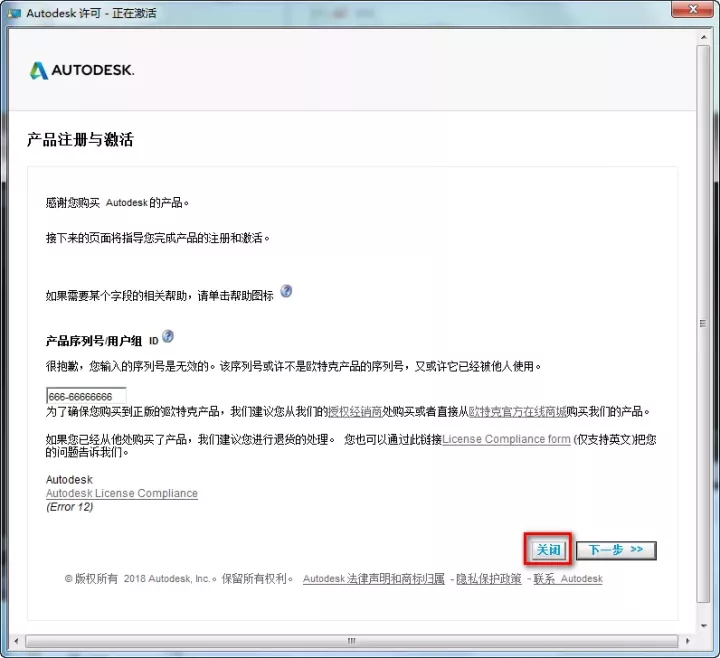 Autodesk 许可 - 正在激活
AUTODESK.
产品注册与激活
感谢您购买 Autodesk的产品。
接下来的页面将指导您完成产品的注册和激活。
如果需要某个字段的相关帮助，请单击帮助图标
产品序列号/用户组 ID
很抱歉，您输入的序列号是无效的。该序列号或许不是欧特克产品的序列号，又或许它已经被他人使用。
666-66666666
为了确保您购买到正版的欧特克产品，我们建议您从我们的授权经销商处购买或者直接从欧特克官方在线商城购买我们的产品。
如果您已经从他处购买了产品，我们建议您进行退货的处理。 您也可以通过此链接License Compliance form (仅支持英文)把您
的问题告诉我们。
Autodesk
Autodesk License Compliance
(Error 12)
关闭 下一步 >>
© 版权所有 2018 Autodesk, Inc.。保留所有权利。 Autodesk 法律声明和商标归属 - 隐私保护政策 - 联系 Autodesk